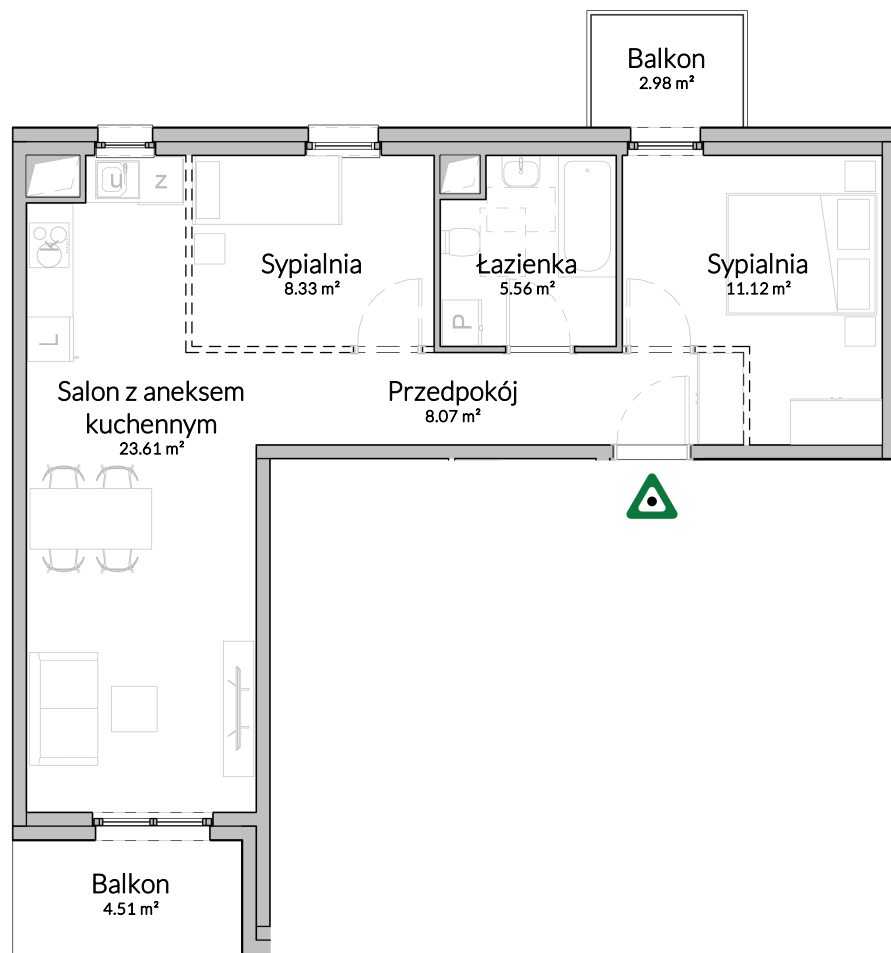 Balkon
2.98 m²
u
z
k
Sypialnia
8.33 m²
Łazienka
5.56 m²
Sypialnia
11.12 m²
P
L
Salon z aneksem
kuchennym
23.61 m²
Przedpokój
8.07 m²
Balkon
4.51 m²